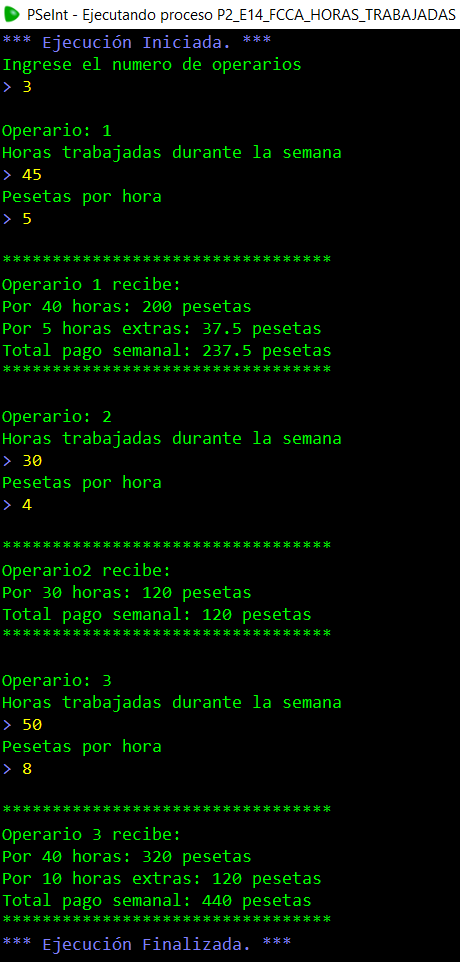 PSeInt - Ejecutando proceso P2_E14_FCCA_HORAS_TRABAJADAS
*** Ejecución Iniciada. ***
Ingrese el numero de operarios
> 3
Operario: 1
Horas trabajadas durante la semana
> 45
Pesetas por hora
> 5
*********************************
Operario 1 recibe:
Por 40 horas: 200 pesetas
Por 5 horas extras: 37.5 pesetas
Total pago semanal: 237.5 pesetas
*********************************
Operario: 2
Horas trabajadas durante la semana
> 30
Pesetas por hora
> 4
*********************************
Operario2 recibe:
Por 30 horas: 120 pesetas
Total pago semanal: 120 pesetas
*********************************
Operario: 3
Horas trabajadas durante la semana
> 50
Pesetas por hora
> 8
*********************************
Operario 3 recibe:
Por 40 horas: 320 pesetas
Por 10 horas extras: 120 pesetas
Total pago semanal: 440 pesetas
*********************************
*** Ejecución Finalizada. ***